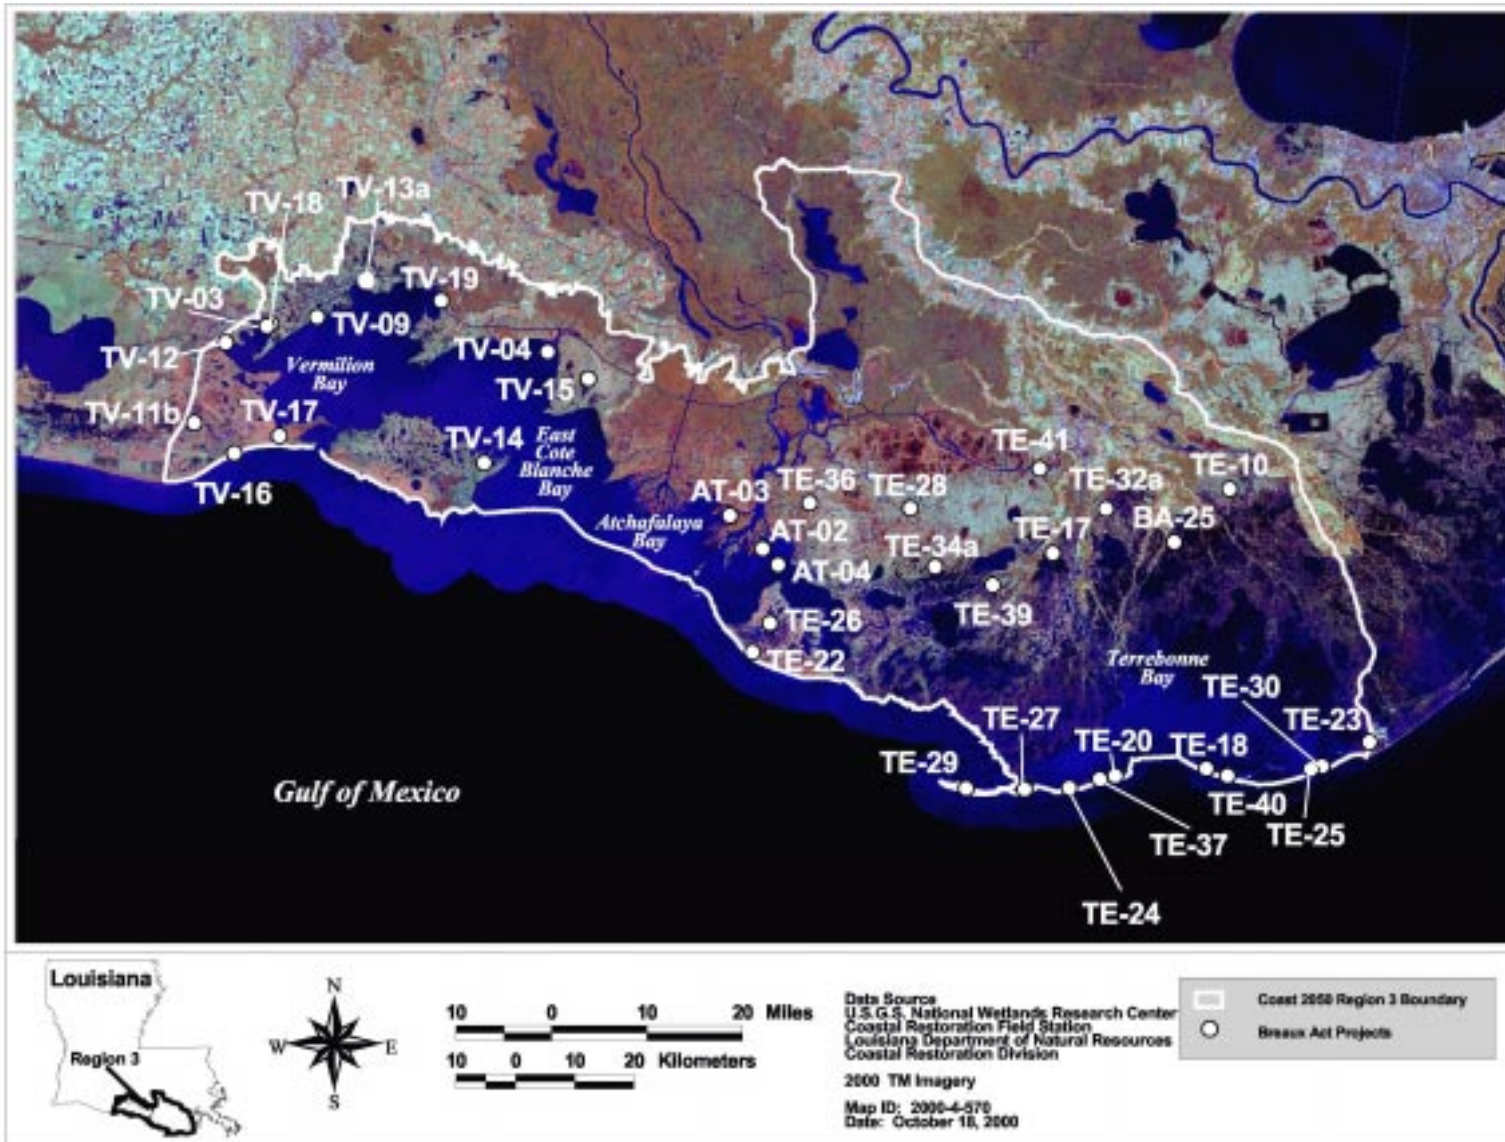 TV-13a
TV-18
TV-19
TV-03
TV-09
TV-12
TV-04
Vermilion
Bay
TV-15
TV-11b
TV-17
TV-14
East
Cote
Blanche
Bay
TV-16
TE-41
TE-10
TE-36
TE-28
TE-32a
AT-03
BA-25
Atchafalaya
Bay
AT-02
TE-17
TE-34a
AT-04
TE-39
TE-26
TE-22
Terrebonne
Bay
TE-30
TE-27
TE-23
TE-20
TE-18
TE-29
Gulf of Mexico
TE-40
TE-25
TE-37
TE-24
Louisiana
Region 3
N
W
E
S
10 0 10 20 Miles
10 0 10 20 Kilometers
Data Source
U.S.G.S. National Wetlands Research Center
Coastal Restoration Field Station
Louisiana Department of Natural Resources
Coastal Restoration Division
2000 TM Imagery
Map ID: 2000-4-570
Date: October 18, 2000
Coast 2050 Region 3 Boundary
Breaux Act Projects